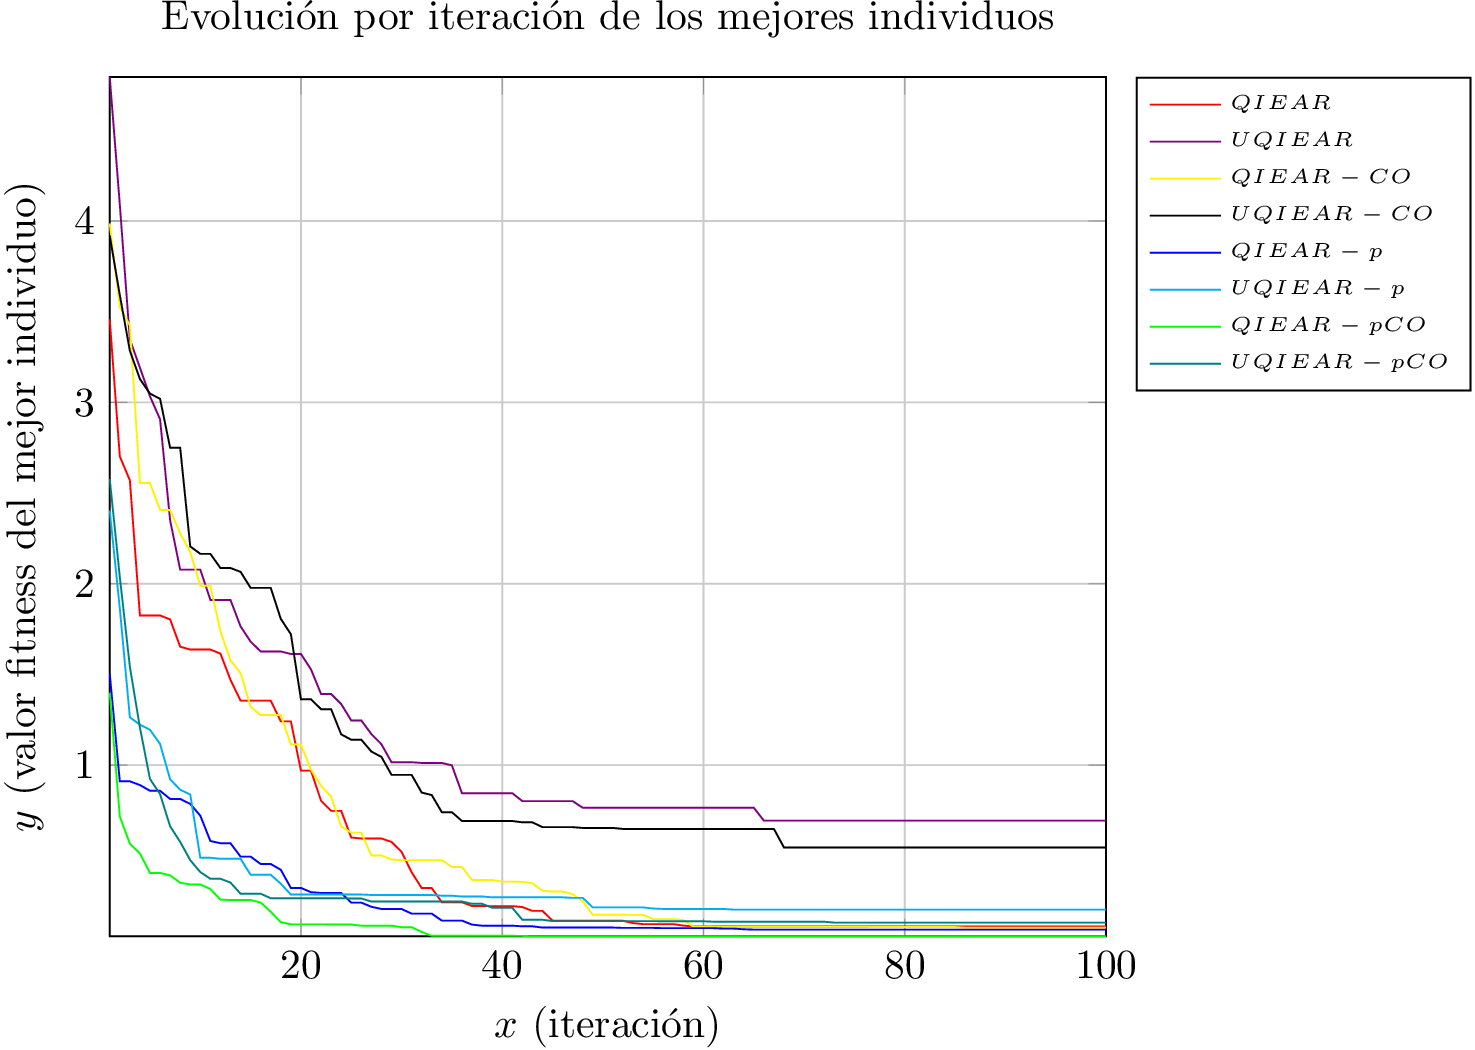 Evolución por iteración de los mejores individuos
y (valor fitness del mejor individuo)
4
3
2
1
20 40 60 80 100
x (iteración)
QIEAR
UQIEAR
QIEAR − CO
UQIEAR − CO
QIEAR − p
UQIEAR − p
QIEAR − pCO
UQIEAR − pCO